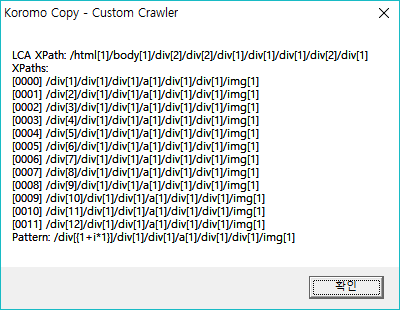 Koromo Copy - Custom Crawler
LCA XPath: /html[1]/body[1]/div[2]/div[2]/div[1]/div[1]/div[1]/div[2]/div[1]
XPaths:
[0000] /div[1]/div[1]/div[1]/a[1]/div[1]/div[1]/img[1]
[0001] /div[2]/div[1]/div[1]/a[1]/div[1]/div[1]/img[1]
[0002] /div[3]/div[1]/div[1]/a[1]/div[1]/div[1]/img[1]
[0003] /div[4]/div[1]/div[1]/a[1]/div[1]/div[1]/img[1]
[0004] /div[5]/div[1]/div[1]/a[1]/div[1]/div[1]/img[1]
[0005] /div[6]/div[1]/div[1]/a[1]/div[1]/div[1]/img[1]
[0006] /div[7]/div[1]/div[1]/a[1]/div[1]/div[1]/img[1]
[0007] /div[8]/div[1]/div[1]/a[1]/div[1]/div[1]/img[1]
[0008] /div[9]/div[1]/div[1]/a[1]/div[1]/div[1]/img[1]
[0009] /div[10]/div[1]/div[1]/a[1]/div[1]/div[1]/img[1]
[0010] /div[11]/div[1]/div[1]/a[1]/div[1]/div[1]/img[1]
[0011] /div[12]/div[1]/div[1]/a[1]/div[1]/div[1]/img[1]
Pattern: /div[{1+i*1}]/div[1]/div[1]/a[1]/div[1]/div[1]/img[1]
확인